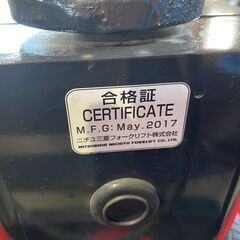 合格証
CERTIFICATE
M.F.G: May. 2017
ニチユ三菱フォークリフト株式会社
MITSUBISHI NICHIYU FORKLIFT CO., LTD.